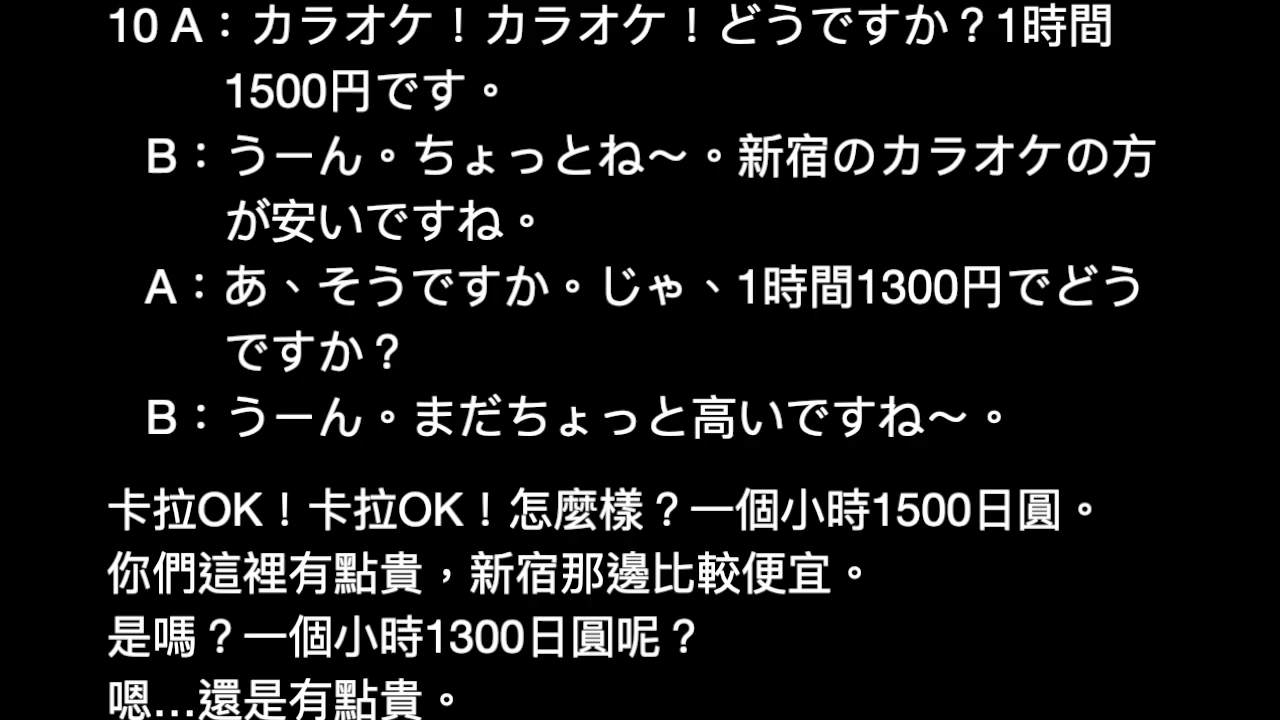 10 A：カラオケ！カラオケ！どうですか？1時間
1500円です。
B：うーん。ちょっとね～。新宿のカラオケの方
が安いですね。
A：あ、そうですか。じゃ、1時間1300円でどう
ですか？
B：うーん。まだちょっと高いですね～。
卡拉OK！卡拉OK！怎麼樣？一個小時1500日圓。
你們這裡有點貴，新宿那邊比較便宜。
是嗎？一個小時1300日圓呢？
嗯…還是有點貴。